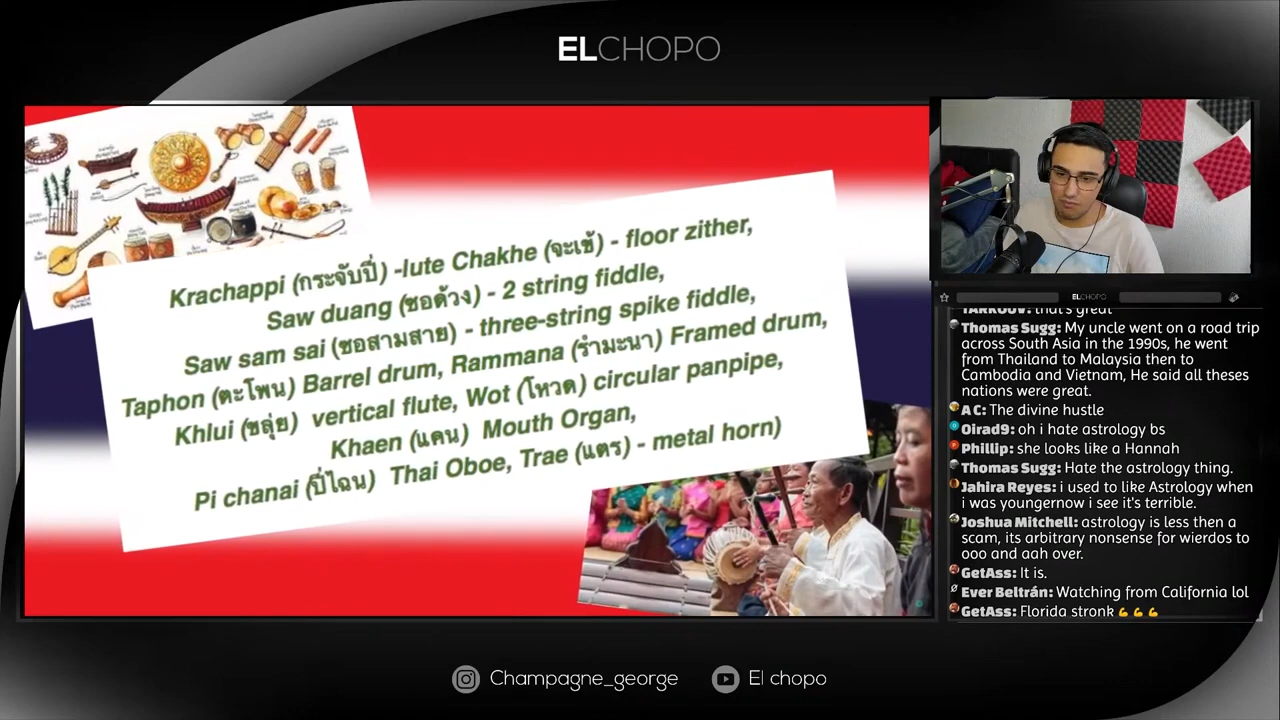 ELCHOPO
Krachappi (กระจับปี่) -lute Chakhe (จะเข้) - floor zither,
Saw duang (ซอด้วง) - 2 string fiddle,
Saw sam sai (ซอสามสาย) - three-string spike fiddle,
Taphon (ตะโพน) Barrel drum, Rammana (รำมะนา) Framed drum,
Khlui (ขลุ่ย) vertical flute, Wot (โหวด) circular panpipe,
Khaen (แคน) Mouth Organ,
Pi chanai (ปี่ไฉน) Thai Oboe, Trae (แตร) - metal horn)
ELCHOPO
TARKOUV: that's great
Thomas Sugg: My uncle went on a road trip
across South Asia in the 1990s, he went
from Thailand to Malaysia then to
Cambodia and Vietnam, He said all theses
nations were great.
A C: The divine hustle
Oirad9: oh i hate astrology bs
Phillip: she looks like a Hannah
Thomas Sugg: Hate the astrology thing.
Jahira Reyes: i used to like Astrology when
i was youngernow i see it's terrible.
Joshua Mitchell: astrology is less then a
scam, its arbitrary nonsense for wierdos to
ooo and aah over.
GetAss: It is.
Ever Beltrán: Watching from California lol
GetAss: Florida stronk 💪💪💪
Champagne_george
El chopo